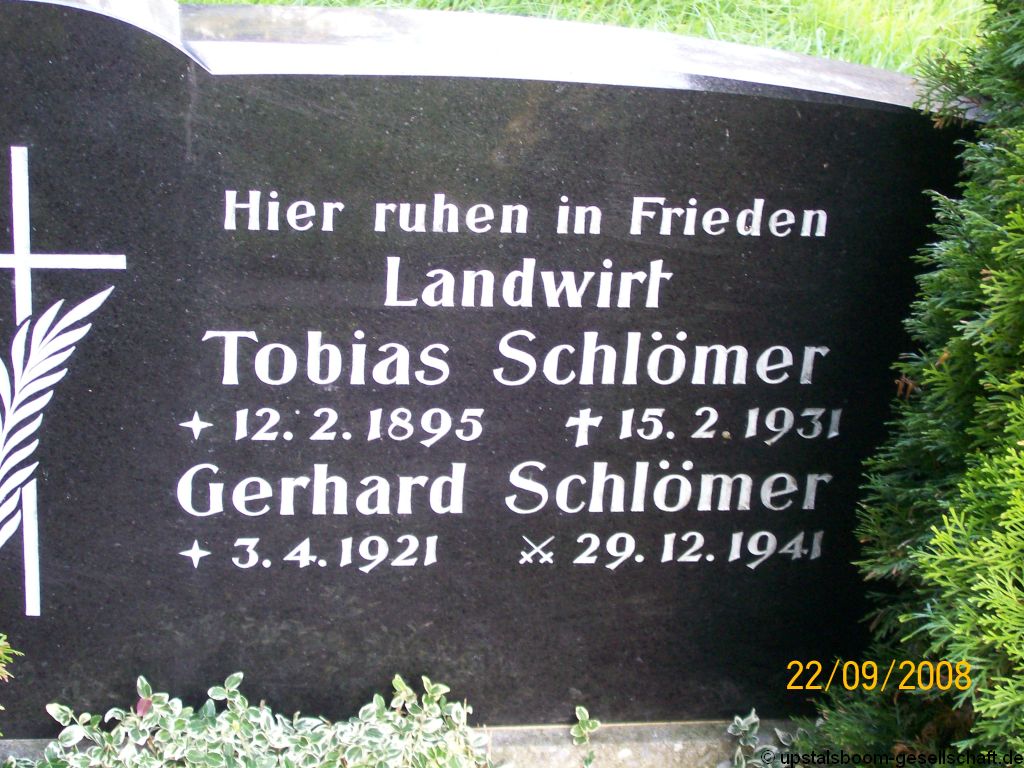 Hier ruhen in Frieden
Landwirt
Tobias Schlömer
✦ 12. 2. 1895 ✝ 15. 2. 1931
Gerhard Schlömer
✦ 3. 4. 1921 ⚔ 29. 12. 1941
22/09/2008
© upstalsboom-gesellschaft.de